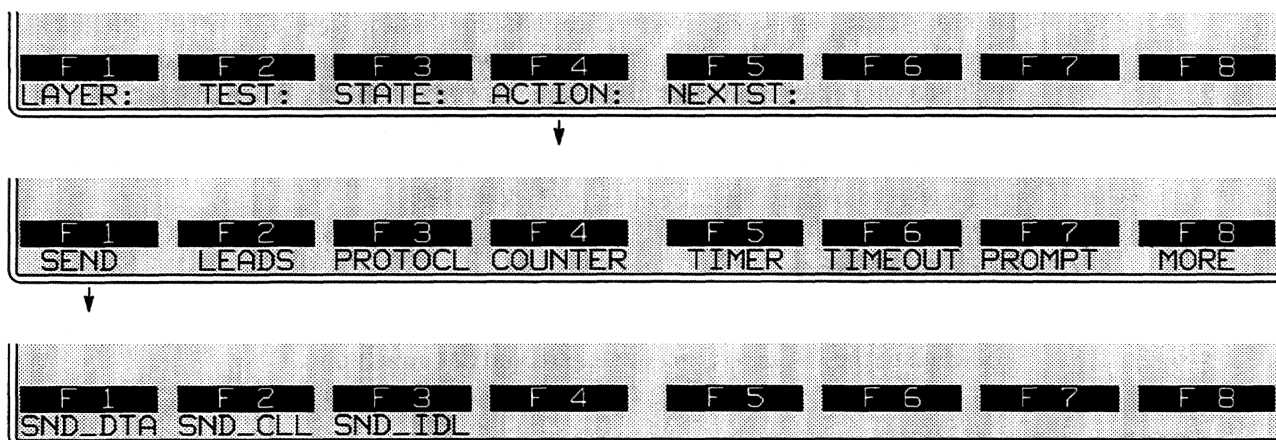 F 1 F 2 F 3 F 4 F 5 F 6 F 7 F 8
LAYER: TEST: STATE: ACTION: NEXTST:
F 1 F 2 F 3 F 4 F 5 F 6 F 7 F 8
SEND LEADS PROTOCL COUNTER TIMER TIMEOUT PROMPT MORE
F 1 F 2 F 3 F 4 F 5 F 6 F 7 F 8
SND_DTA SND_CLL SND_IDL